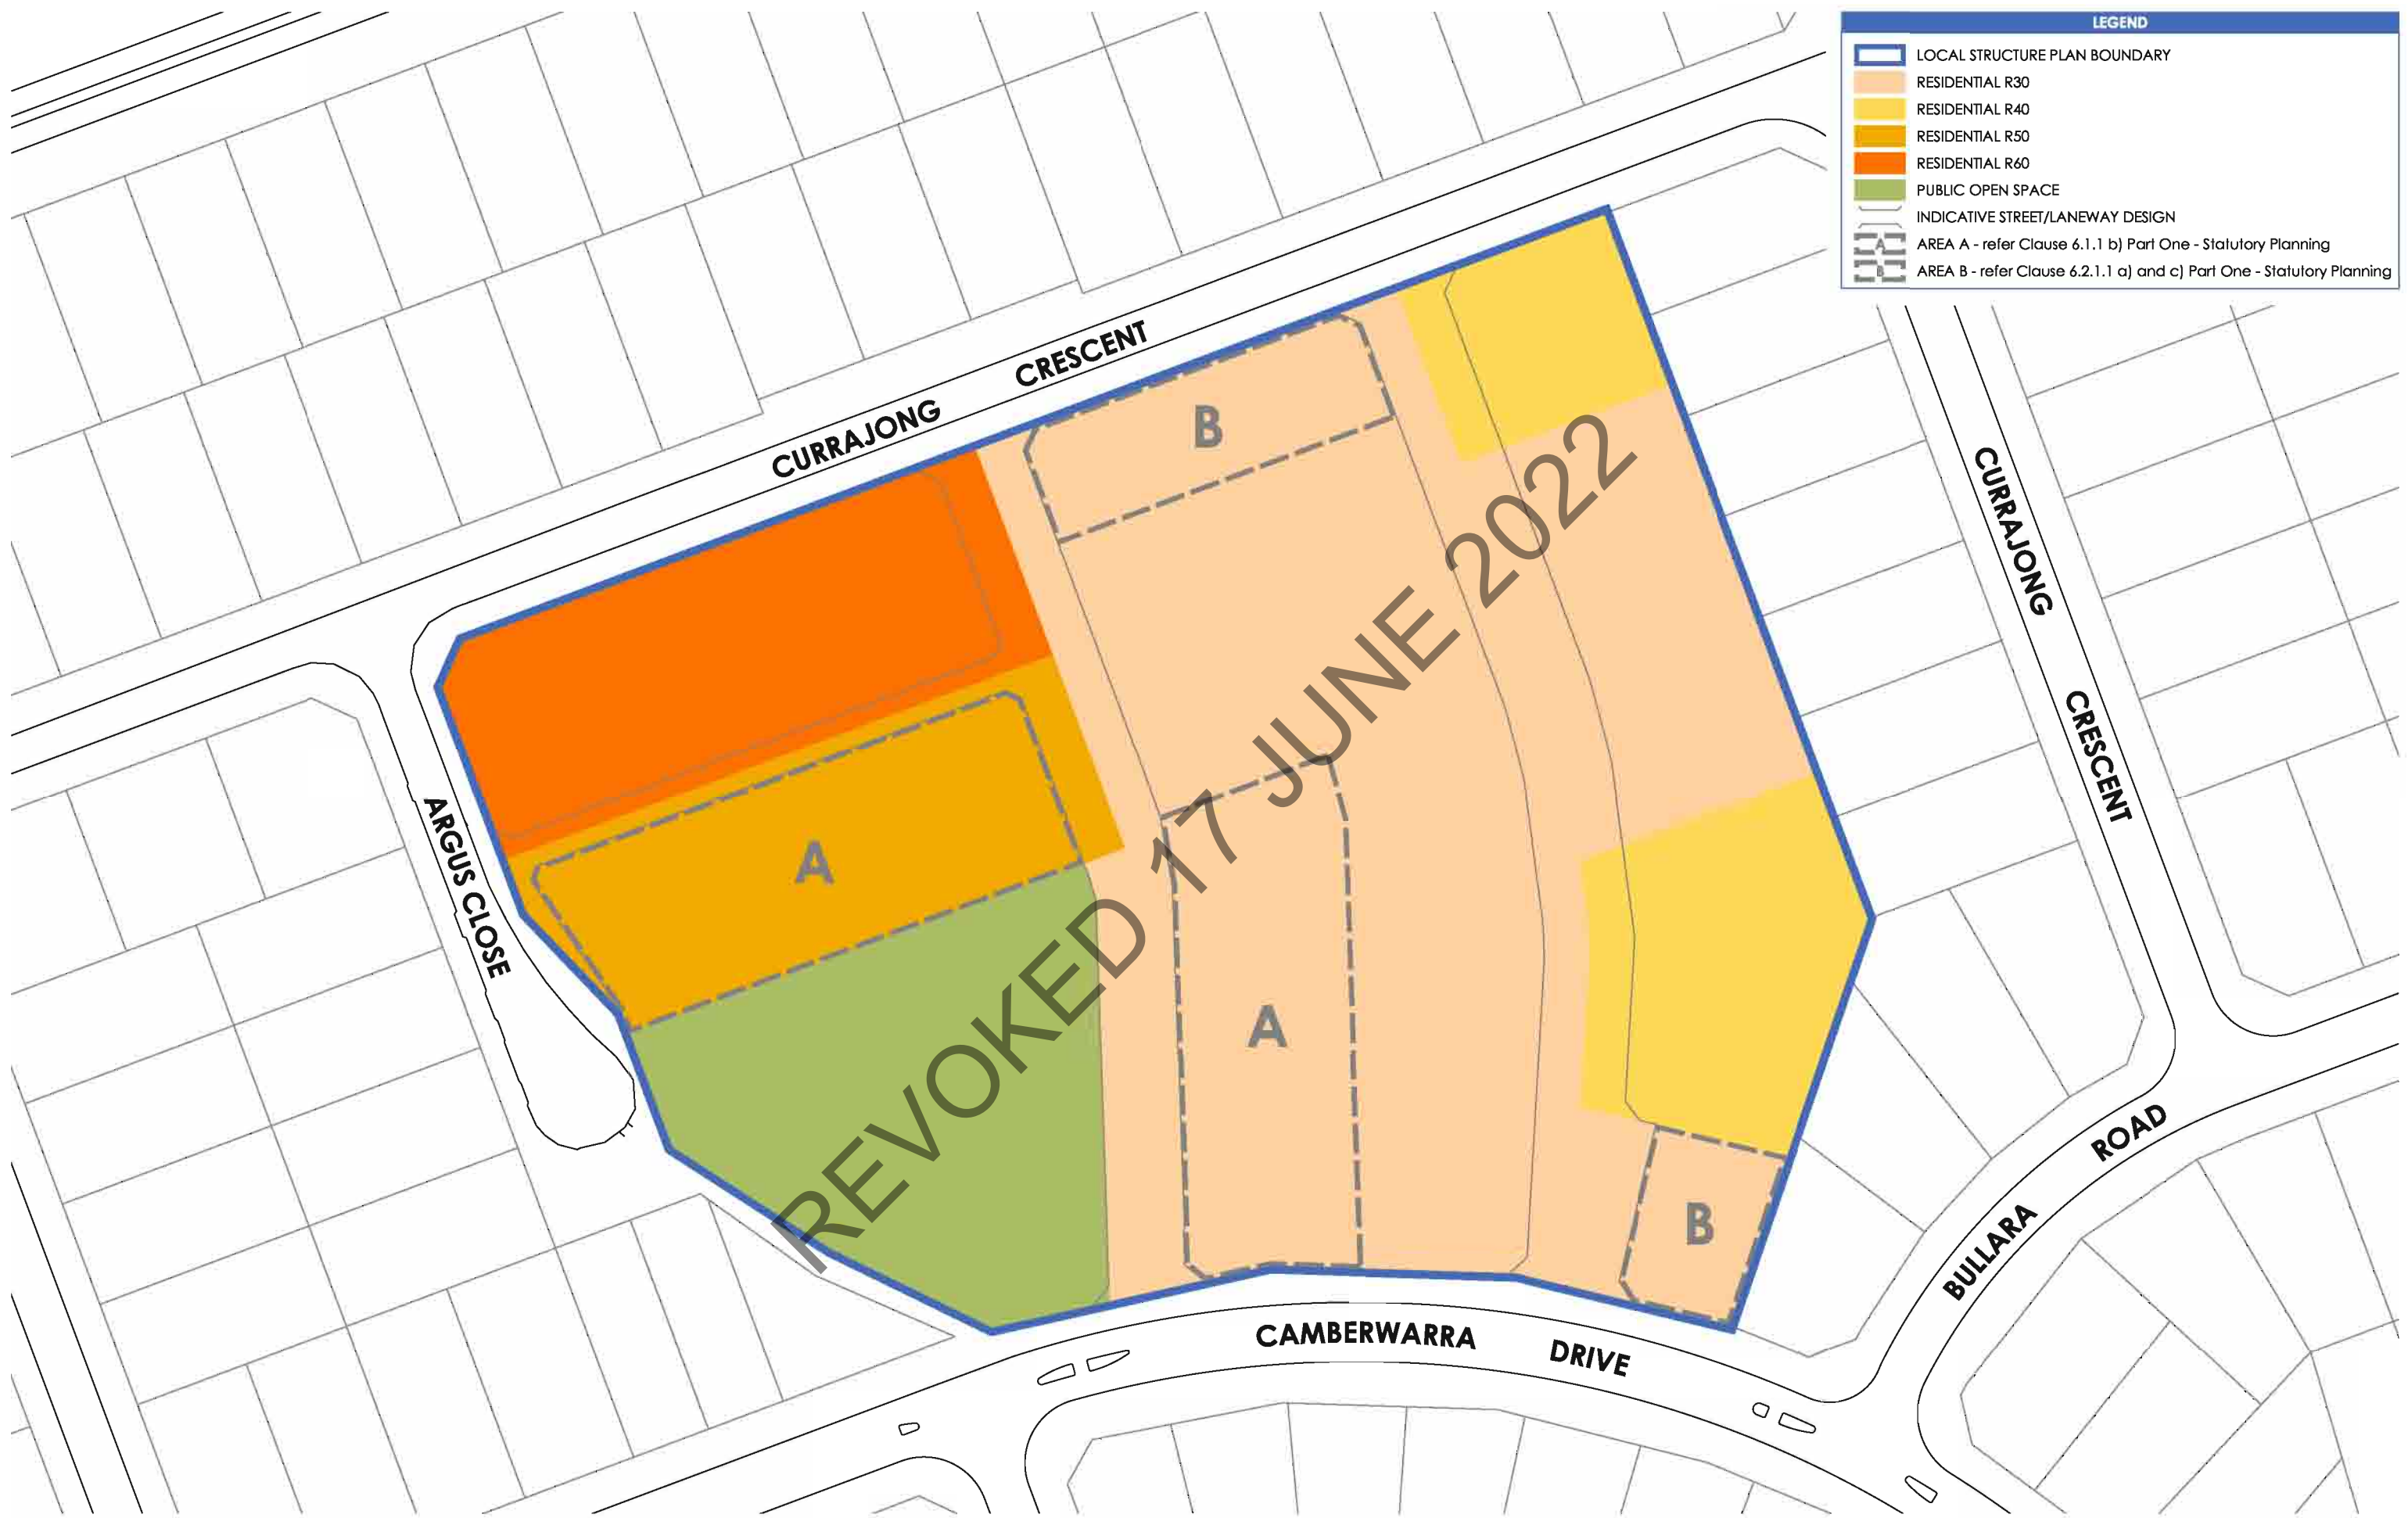 LEGEND
LOCAL STRUCTURE PLAN BOUNDARY
RESIDENTIAL R30
RESIDENTIAL R40
RESIDENTIAL R50
RESIDENTIAL R60
PUBLIC OPEN SPACE
INDICATIVE STREET/LANEWAY DESIGN
A AREA A - refer Clause 6.1.1 b) Part One - Statutory Planning
B AREA B - refer Clause 6.2.1.1 a) and c) Part One - Statutory Planning
CURRAJONG CRESCENT
B
CURRAJONG CRESCENT
A
ARGUS CLOSE
REVOKED 17 JUNE 2022
A
B
BULLARA ROAD
CAMBERWARRA DRIVE